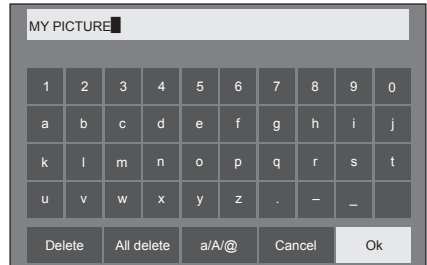 MY PICTURE
1 2 3 4 5 6 7 8 9 0
a b c d e f g h i j
k l m n o p q r s t
u v w x y z . – _
Delete All delete a/A/@ Cancel Ok